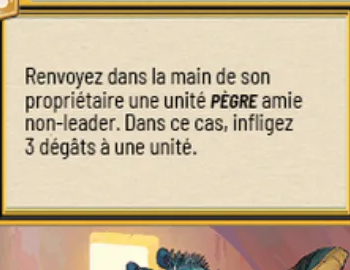 Renvoyez dans la main de son
propriétaire une unité PÈGRE amie
non-leader. Dans ce cas, infligez
3 dégâts à une unité.